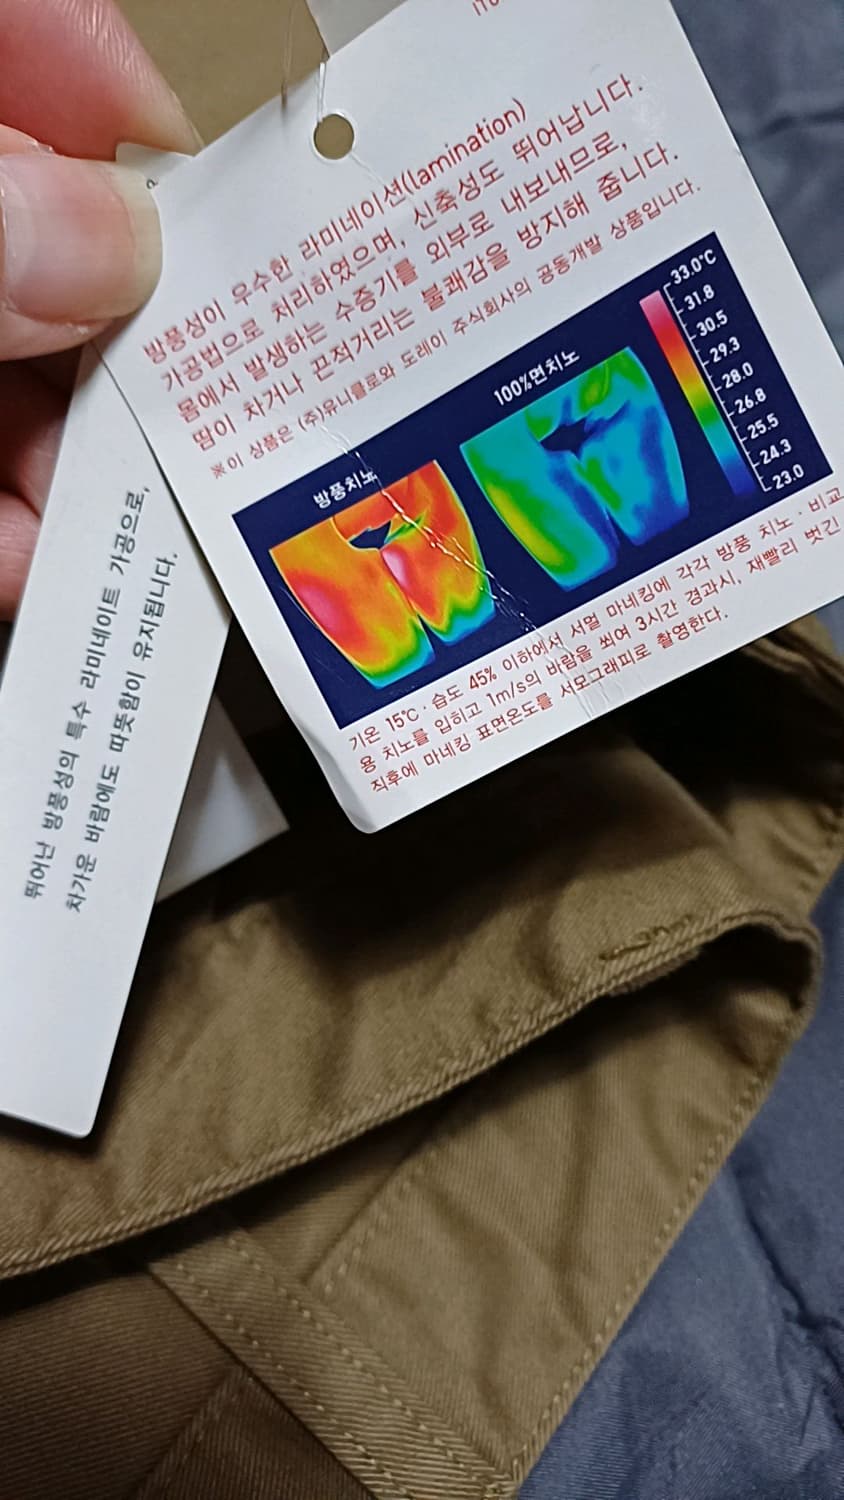 방풍성이 우수한 라미네이션(lamination)
가공법으로 처리하였으며, 신축성도 뛰어납니다.
몸에서 발생하는 수증기를 외부로 내보내므로,
땀이 차거나 끈적거리는 불쾌감을 방지해 줍니다.
※이 상품은 (주)유니클로와 도레이 주식회사의 공동개발 상품입니다.
방풍치노
100%면치노
33.0℃
31.8
30.5
29.3
28.0
26.8
25.5
24.3
23.0
기온 15℃·습도 45% 이하에서 서멀 마네킹에 각각 방풍 치노·비교
용 치노를 입히고 1m/s의 바람을 쐬여 3시간 경과시, 재빨리 벗긴
직후에 마네킹 표면온도를 서모그래피로 촬영한다.
뛰어난 방풍성의 특수 라미네이트 가공으로,
차가운 바람에도 따뜻함이 유지됩니다.